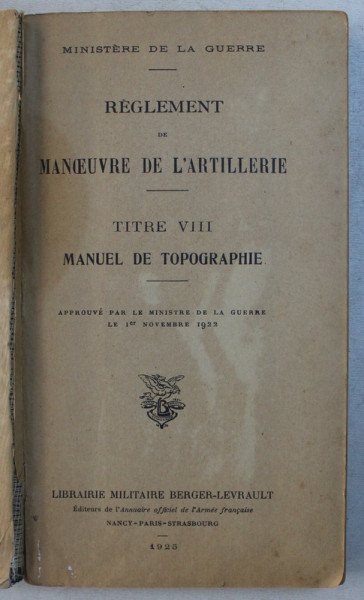 MINISTÈRE DE LA GUERRE
RÈGLEMENT
DE
MANŒUVRE DE L'ARTILLERIE
TITRE VIII
MANUEL DE TOPOGRAPHIE
APPROUVÉ PAR LE MINISTRE DE LA GUERRE
LE 1er NOVEMBRE 1922
LIBRAIRIE MILITAIRE BERGER-LEVRAULT
Éditeurs de l'Annuaire officiel de l'Armée française
NANCY-PARIS-STRASBOURG
1925